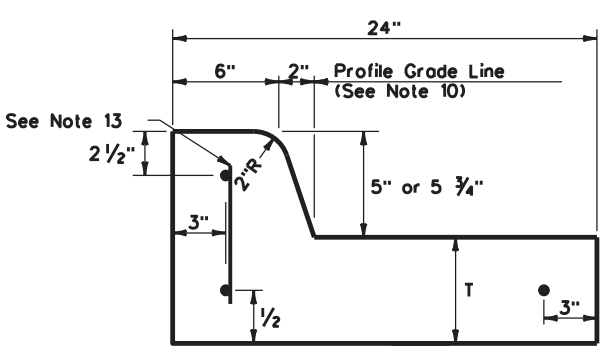 24"
6"
2"
Profile Grade Line
(See Note 10)
See Note 13
2 1/2"
2"R
5" or 5 3/4"
3"
T
3"
1/2